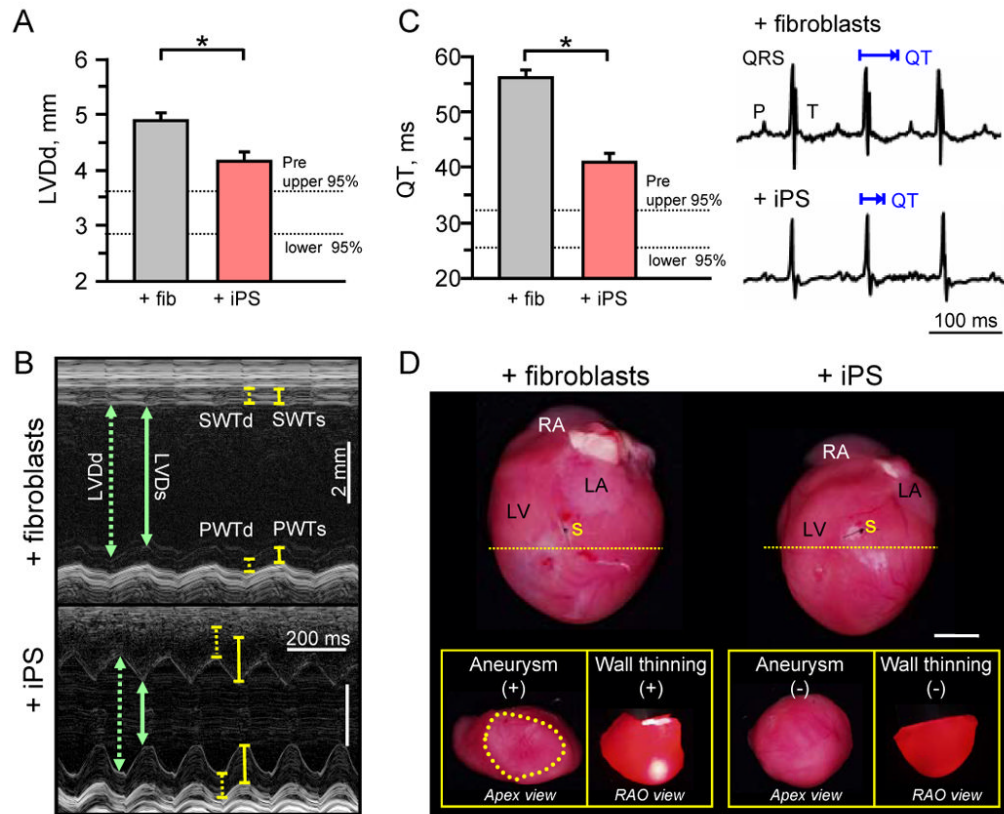 A
*
LVDd, mm
6
5
4
3
2
Pre
upper 95%
lower 95%
+ fib
+ iPS
C
*
QT, ms
60
50
40
30
20
Pre
upper 95%
lower 95%
+ fib
+ iPS
+ fibroblasts
QRS
QT
P
T
+ iPS
QT
100 ms
B
+ fibroblasts
SWTd
SWTs
LVDd
LVDs
2 mm
PWTd
PWTs
+ iPS
200 ms
D
+ fibroblasts
+ iPS
RA
LA
LV
S
RA
LA
LV
S
Aneurysm
(+)
Apex view
Wall thinning
(+)
RAO view
Aneurysm
(-)
Apex view
Wall thinning
(-)
RAO view